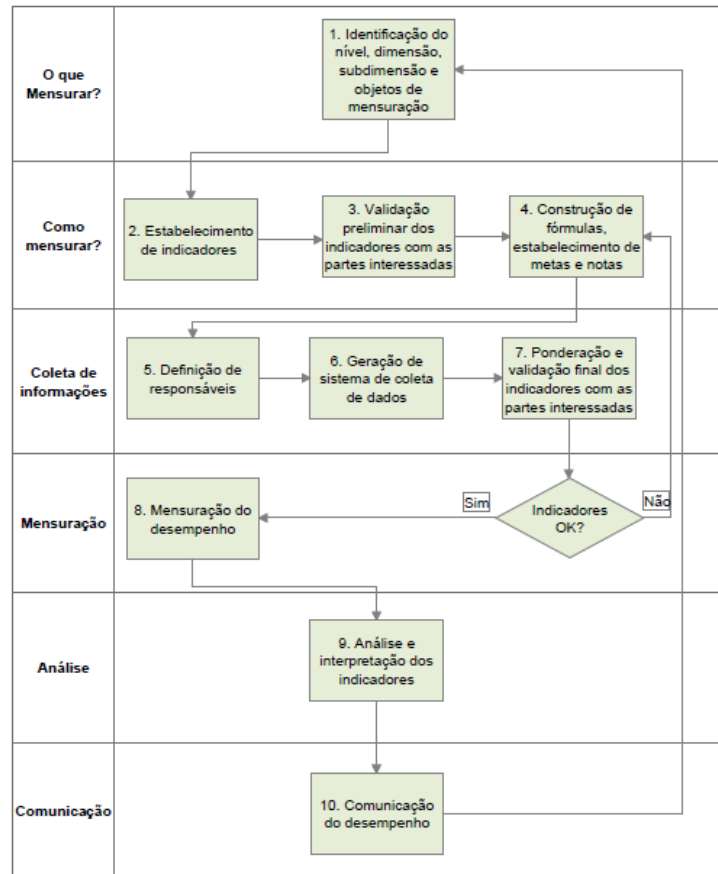 O que
Mensurar?
1. Identificação do
nível, dimensão,
subdimensão e
objetos de
mensuração
Como
mensurar?
2. Estabelecimento
de indicadores
3. Validação
preliminar dos
indicadores com as
partes interessadas
4. Construção de
fórmulas,
estabelecimento de
metas e notas
Coleta de
informações
5. Definição de
responsáveis
6. Geração de
sistema de coleta
de dados
7. Ponderação e
validação final dos
indicadores com as
partes interessadas
Mensuração
8. Mensuração do
desempenho
Sim
Indicadores
OK?
Não
Análise
9. Análise e
interpretação dos
indicadores
Comunicação
10. Comunicação
do desempenho